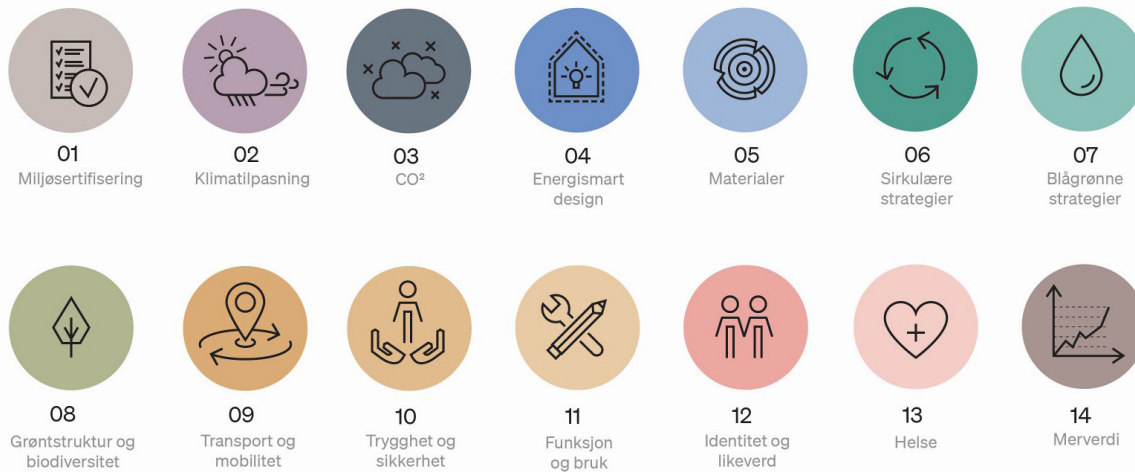 01
Miljøsertifisering
02
Klimatilpasning
03
CO²
04
Energismart
design
05
Materialer
06
Sirkulære
strategier
07
Blågrønne
strategier
08
Grøntstruktur og
biodiversitet
09
Transport og
mobilitet
10
Trygghet og
sikkerhet
11
Funksjon
og bruk
12
Identitet og
likeverd
13
Helse
14
Merverdi